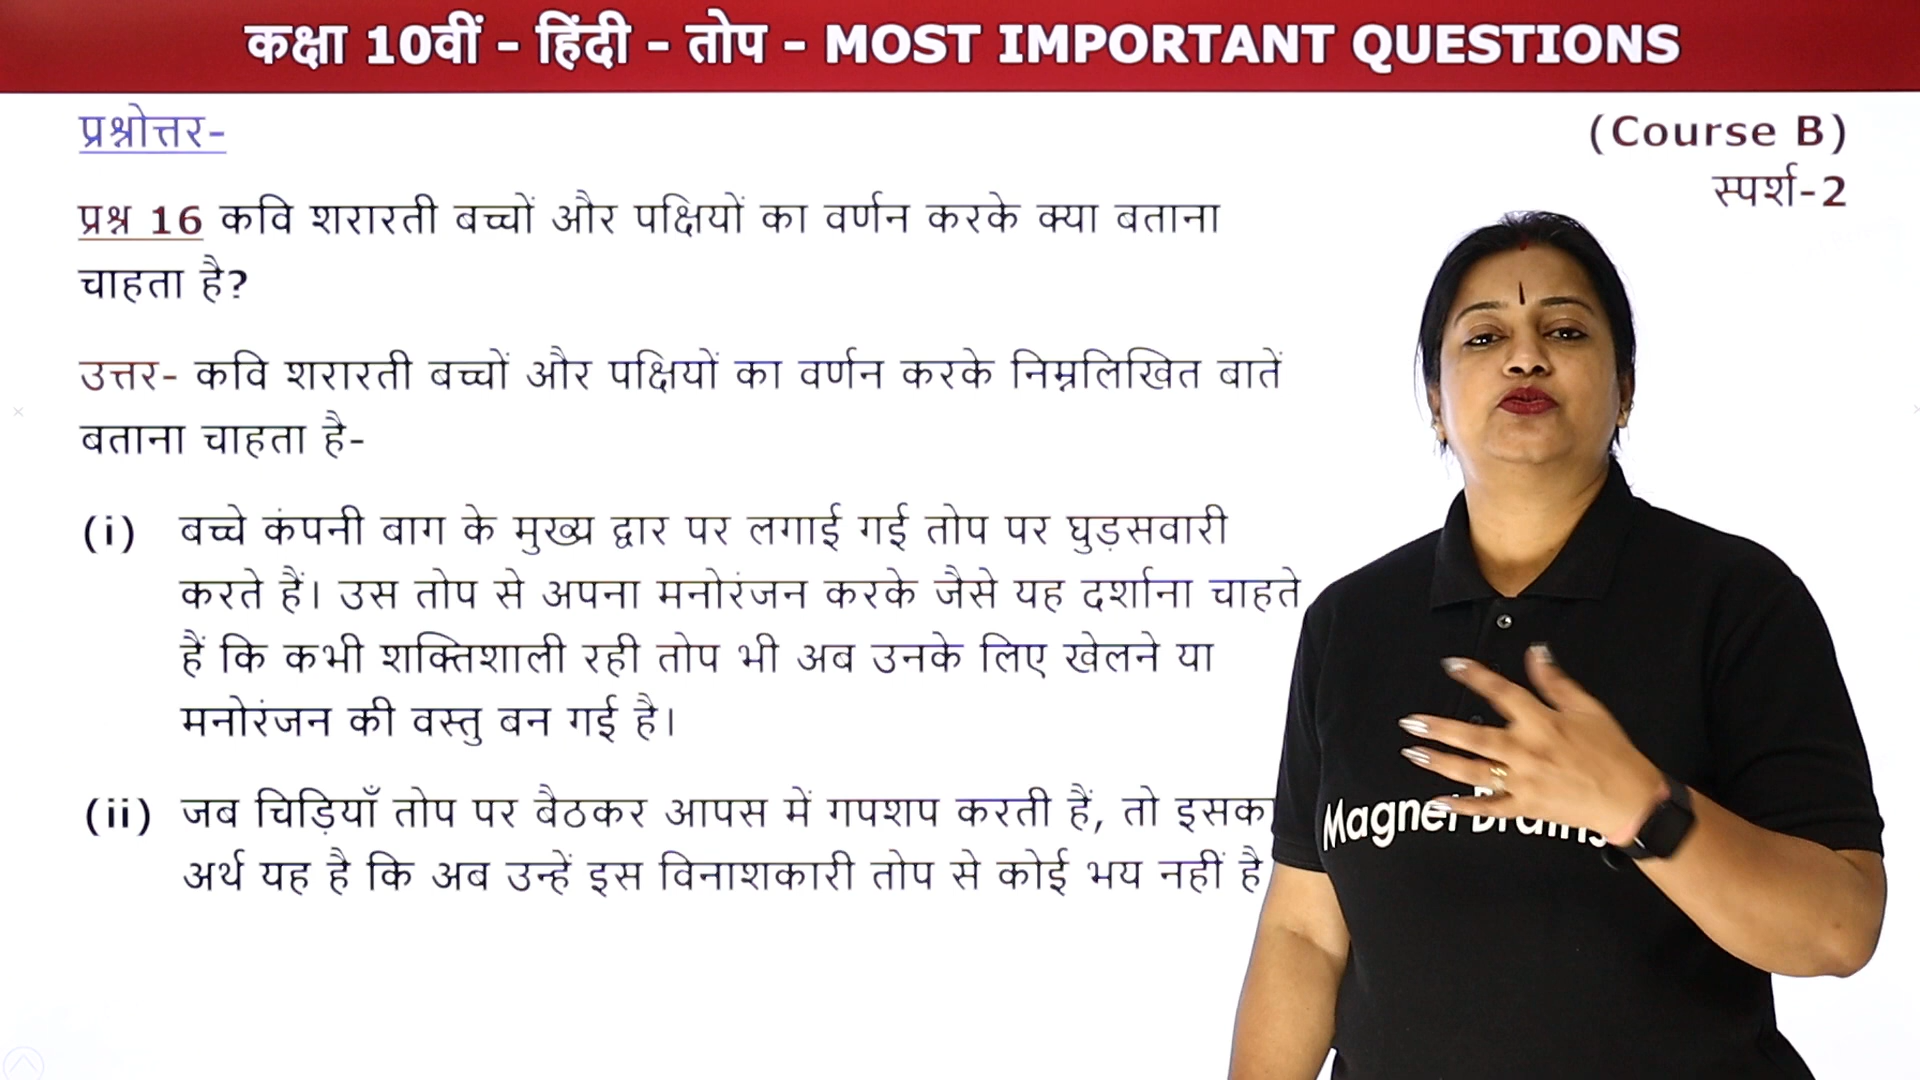 कक्षा 10वीं - हिंदी - तोप - MOST IMPORTANT QUESTIONS
प्रश्नोत्तर-
(Course B)
स्पर्श-2
प्रश्न 16 कवि शरारती बच्चों और पक्षियों का वर्णन करके क्या बताना
चाहता है?
उत्तर- कवि शरारती बच्चों और पक्षियों का वर्णन करके निम्नलिखित बातें
बताना चाहता है-
(i) बच्चे कंपनी बाग के मुख्य द्वार पर लगाई गई तोप पर घुड़सवारी
करते हैं। उस तोप से अपना मनोरंजन करके जैसे यह दर्शाना चाहते
हैं कि कभी शक्तिशाली रही तोप भी अब उनके लिए खेलने या
मनोरंजन की वस्तु बन गई है।
(ii) जब चिड़ियाँ तोप पर बैठकर आपस में गपशप करती हैं, तो इसका
अर्थ यह है कि अब उन्हें इस विनाशकारी तोप से कोई भय नहीं है
Magnet Brains